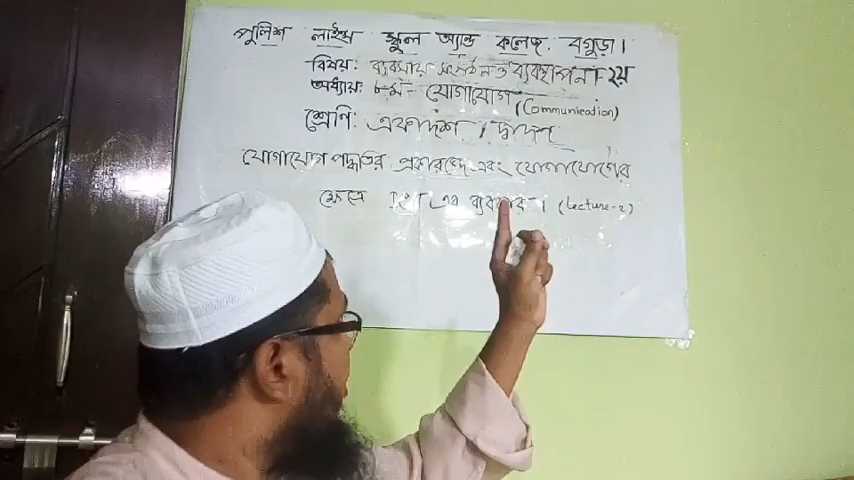 পুলিশ লাইন্স স্কুল অ্যান্ড কলেজ, বগুড়া।
বিষয়: ব্যবসায় সংগঠন ও ব্যবস্থাপনা ২য়
অধ্যায়: ৮ম- যোগাযোগ (Communication)
শ্রেণি: একাদশ / দ্বাদশ
যোগাযোগ পদ্ধতির প্রকারভেদ এবং যোগাযোগের
ক্ষেত্রে ICT এর ব্যবহার। (Lecture-2)